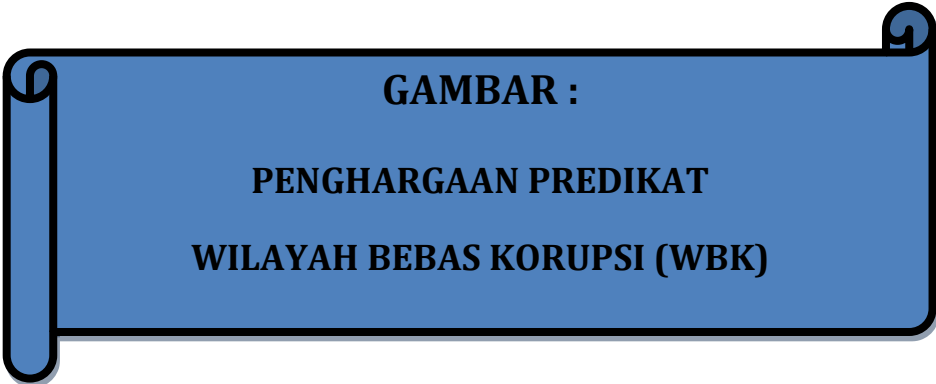 GAMBAR :
PENGHARGAAN PREDIKAT
WILAYAH BEBAS KORUPSI (WBK)